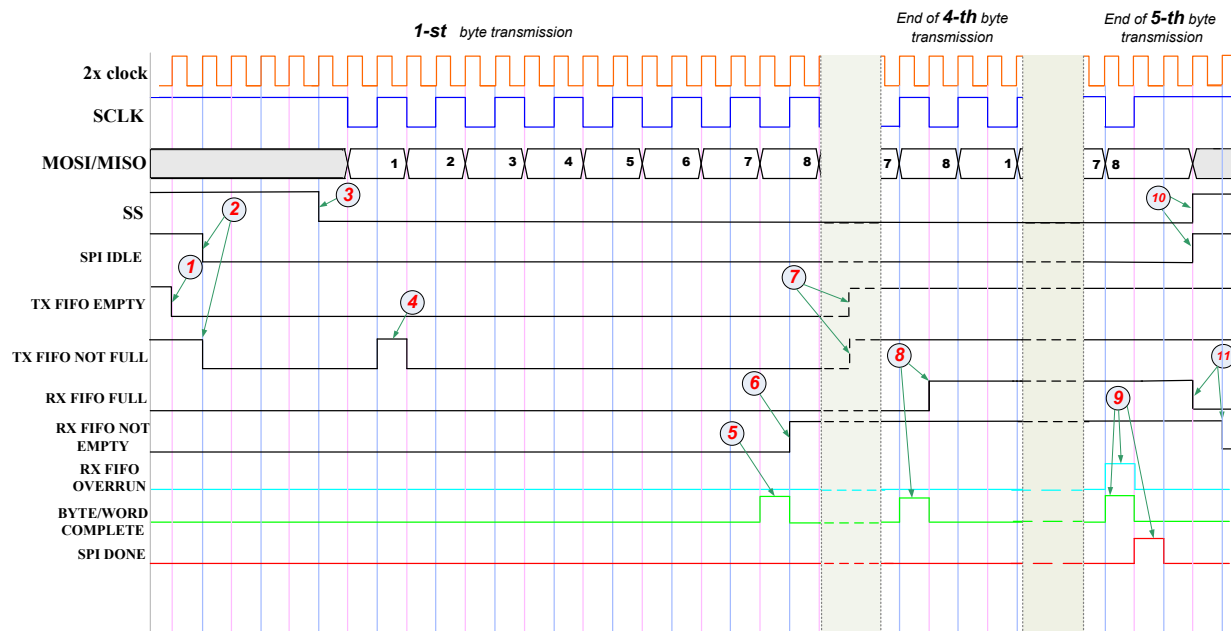 1-st byte transmission
End of 4-th byte
transmission
End of 5-th byte
transmission
2x clock
SCLK
MOSI/MISO
1 2 3 4 5 6 7 8 7 8 1 7 8
SS
3
10
2
SPI IDLE
1
TX FIFO EMPTY
4
7
TX FIFO NOT FULL
8
11
RX FIFO FULL
6
9
RX FIFO NOT
EMPTY
5
RX FIFO
OVERRUN
BYTE/WORD
COMPLETE
SPI DONE